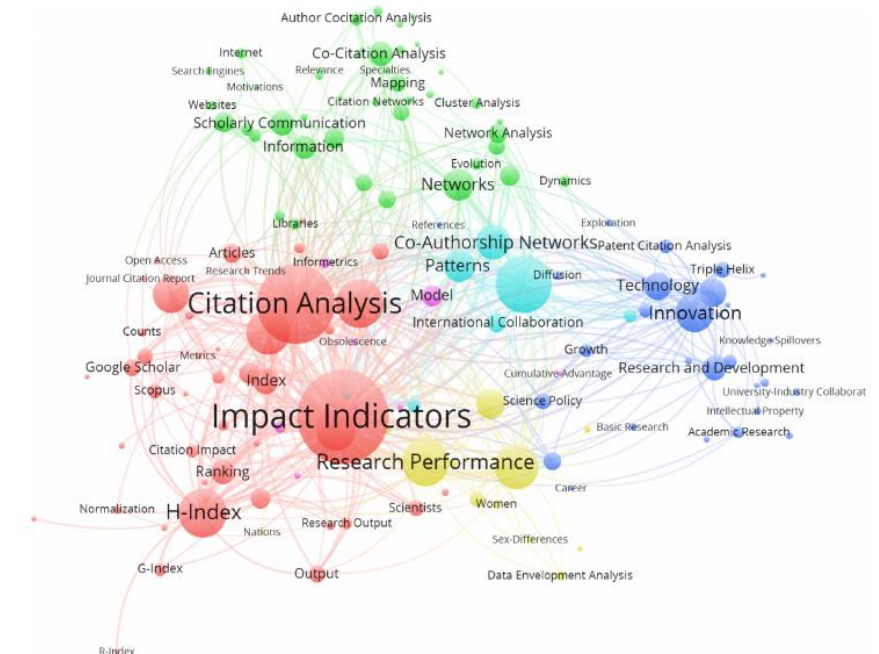 Author Cocitation Analysis
Internet
Co-Citation Analysis
Search Engines
Relevance
Specialties
Motivations
Mapping
Websites
Citation Networks
Cluster Analysis
Scholarly Communication
Network Analysis
Information
Evolution
Networks
Dynamics
Libraries
References
Exploration
Co-Authorship Networks
Patent Citation Analysis
Articles
Open Access
Informetrics
Patterns
Research Trends
Triple Helix
Journal Citation Report
Diffusion
Technology
Model
Citation Analysis
Innovation
International Collaboration
Counts
Obsolescence
Knowledge Spillovers
Metrics
Growth
Google Scholar
Research and Development
Cumulative Advantage
Index
Scopus
University-Industry Collaborat
Science Policy
Intellectual Property
Impact Indicators
Basic Research
Academic Research
Citation Impact
Research Performance
Ranking
Career
Women
Scientists
Normalization
H-Index
Research Output
Nations
Sex-Differences
G-Index
Output
Data Envelopment Analysis
R-Index